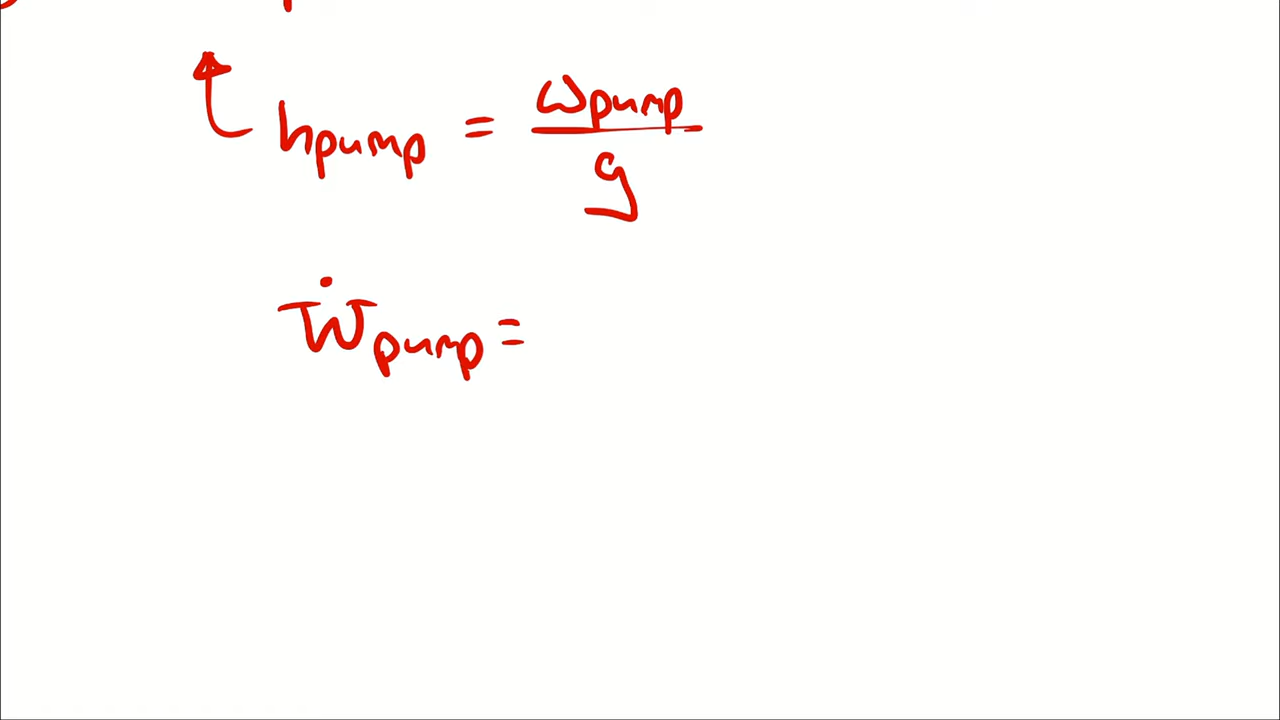 hpump = ωpump / g
Ẇpump =